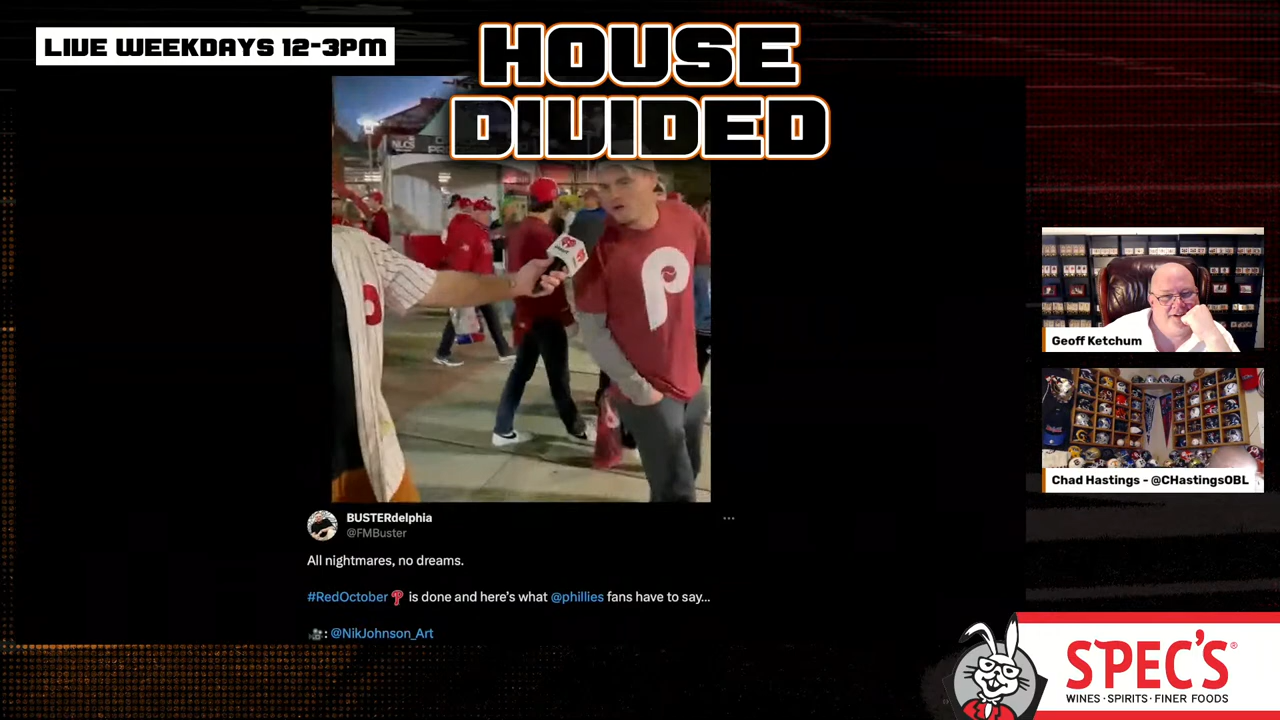 LIVE WEEKDAYS 12-3PM
HOUSE
DIVIDED
NLCS
P
P
Geoff Ketchum
Chad Hastings - @CHastingsOBL
BUSTERdelphia
@FMBuster
All nightmares, no dreams.
#RedOctober is done and here's what @phillies fans have to say...
: @NikJohnson_Art
SPEC'S®
WINES · SPIRITS · FINER FOODS